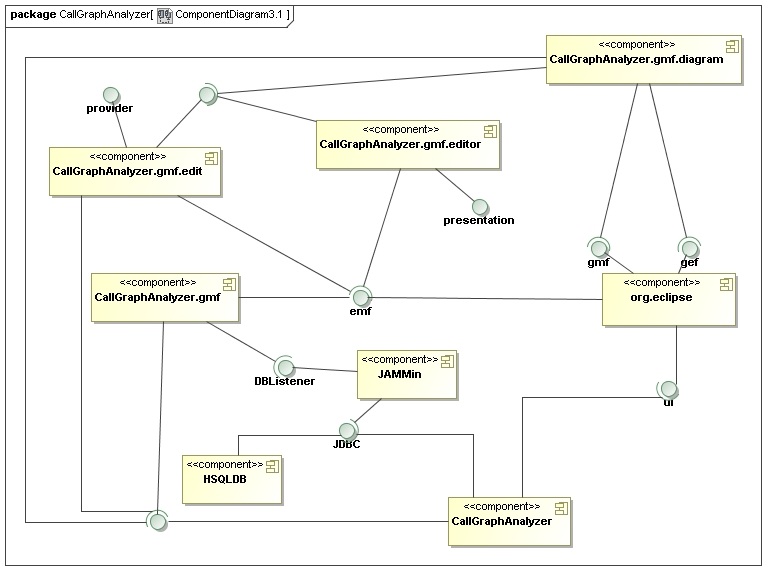 package CallGraphAnalyzer[ ComponentDiagram3.1 ]
<<component>>
CallGraphAnalyzer.gmf.diagram
provider
<<component>>
CallGraphAnalyzer.gmf.editor
<<component>>
CallGraphAnalyzer.gmf.edit
presentation
gmf
gef
<<component>>
CallGraphAnalyzer.gmf
emf
<<component>>
org.eclipse
DBListener
<<component>>
JAMMin
ui
JDBC
<<component>>
HSQLDB
<<component>>
CallGraphAnalyzer